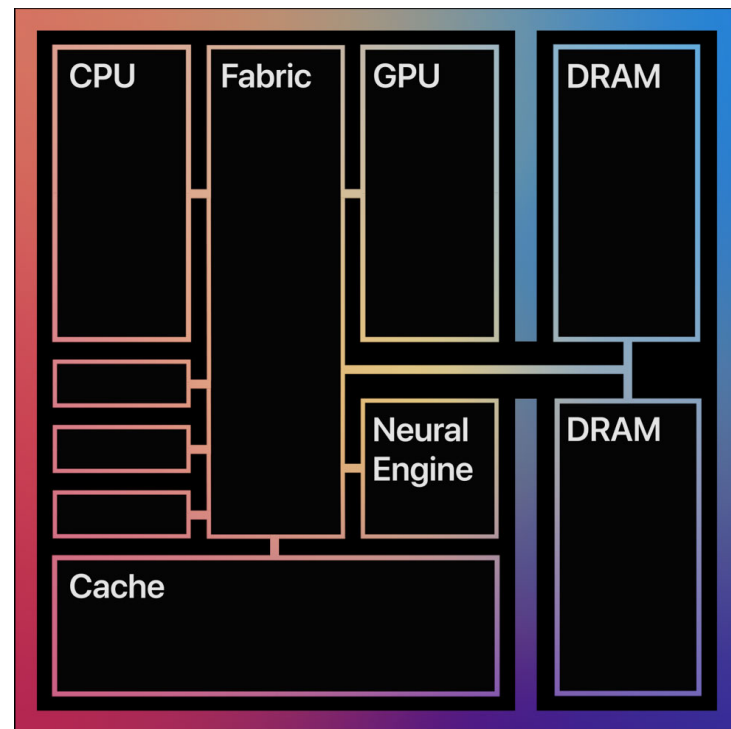 CPU
Fabric
GPU
DRAM
Neural
Engine
DRAM
Cache